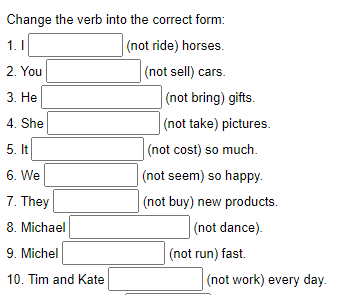 Change the verb into the correct form:
1. I (not ride) horses.
2. You (not sell) cars.
3. He (not bring) gifts.
4. She (not take) pictures.
5. It (not cost) so much.
6. We (not seem) so happy.
7. They (not buy) new products.
8. Michael (not dance).
9. Michel (not run) fast.
10. Tim and Kate (not work) every day.